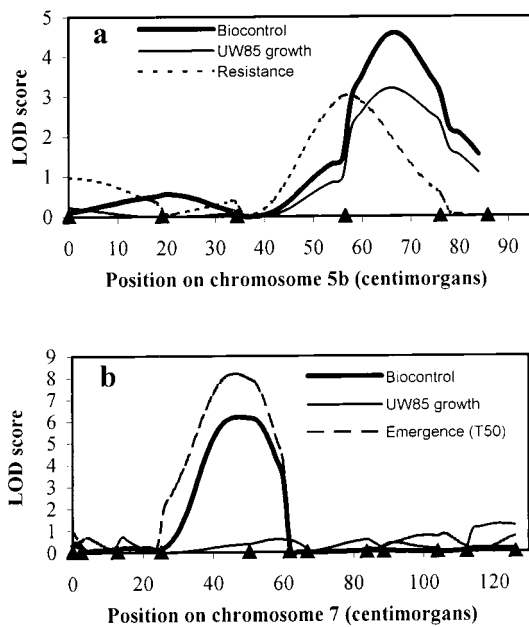 a
Biocontrol
UW85 growth
Resistance
LOD score
5
4
3
2
1
0
0 10 20 30 40 50 60 70 80 90
Position on chromosome 5b (centimorgans)
b
Biocontrol
UW85 growth
Emergence (T50)
LOD score
9
8
7
6
5
4
3
2
1
0
0 20 40 60 80 100 120
Position on chromosome 7 (centimorgans)